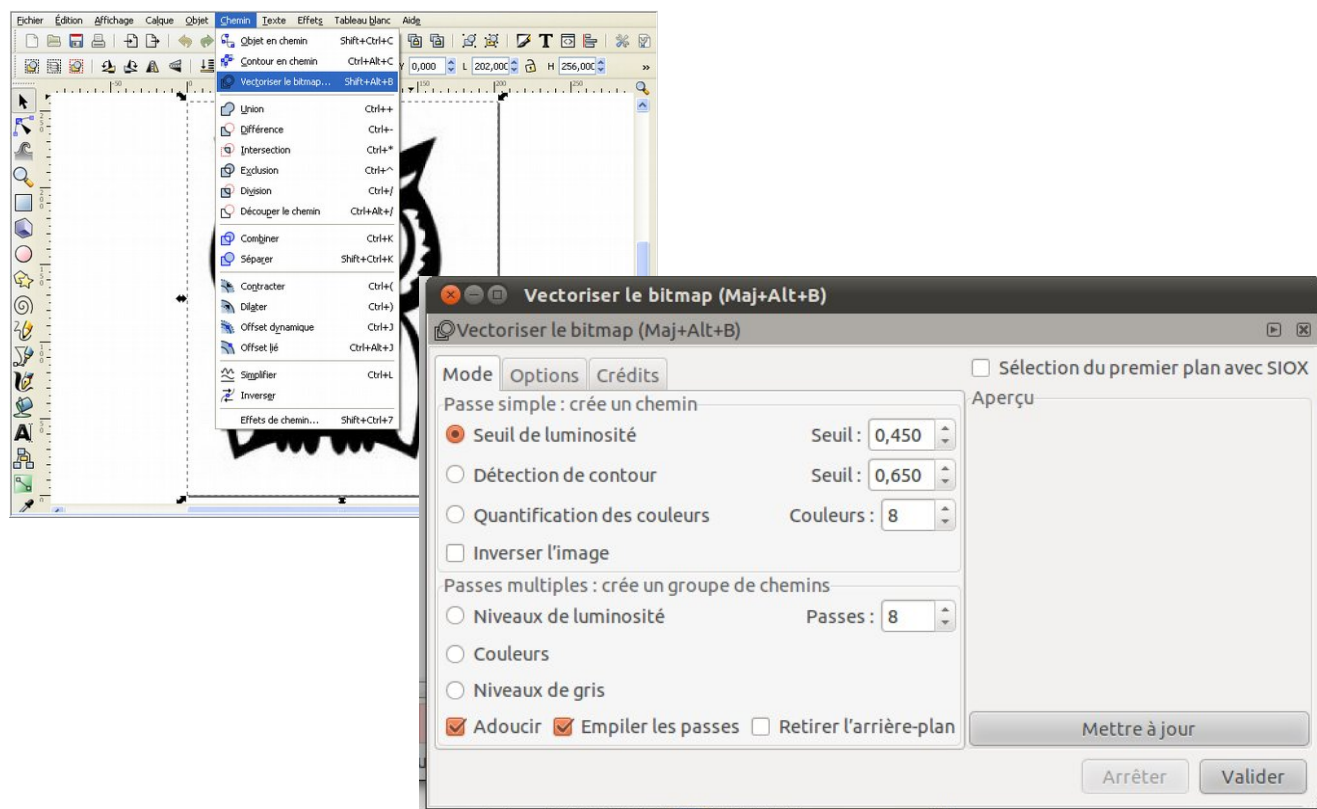 Fichier Édition Affichage Calque Objet Chemin Texte Effets Tableau blanc Aide
Objet en chemin Shift+Ctrl+C
Contour en chemin Ctrl+Alt+C
Y 0,000 L 202,000 H 256,000 »
Vectoriser le bitmap... Shift+Alt+B
Union Ctrl++
Différence Ctrl+-
Intersection Ctrl+*
Exclusion Ctrl+^
Division Ctrl+/
Découper le chemin Ctrl+Alt+/
Combiner Ctrl+K
Séparer Shift+Ctrl+K
Contracter Ctrl+(
Dilater Ctrl+)
Offset dynamique Ctrl+J
Offset lié Ctrl+Alt+J
Simplifier Ctrl+L
Inverser
Effets de chemin... Shift+Ctrl+7
Vectoriser le bitmap (Maj+Alt+B)
Vectoriser le bitmap (Maj+Alt+B)
Mode Options Crédits
Passe simple : crée un chemin
Seuil de luminosité Seuil : 0,450
Détection de contour Seuil : 0,650
Quantification des couleurs Couleurs : 8
Inverser l'image
Passes multiples : crée un groupe de chemins
Niveaux de luminosité Passes : 8
Couleurs
Niveaux de gris
Adoucir Empiler les passes Retirer l'arrière-plan
Sélection du premier plan avec SIOX
Aperçu
Mettre à jour
Arrêter Valider